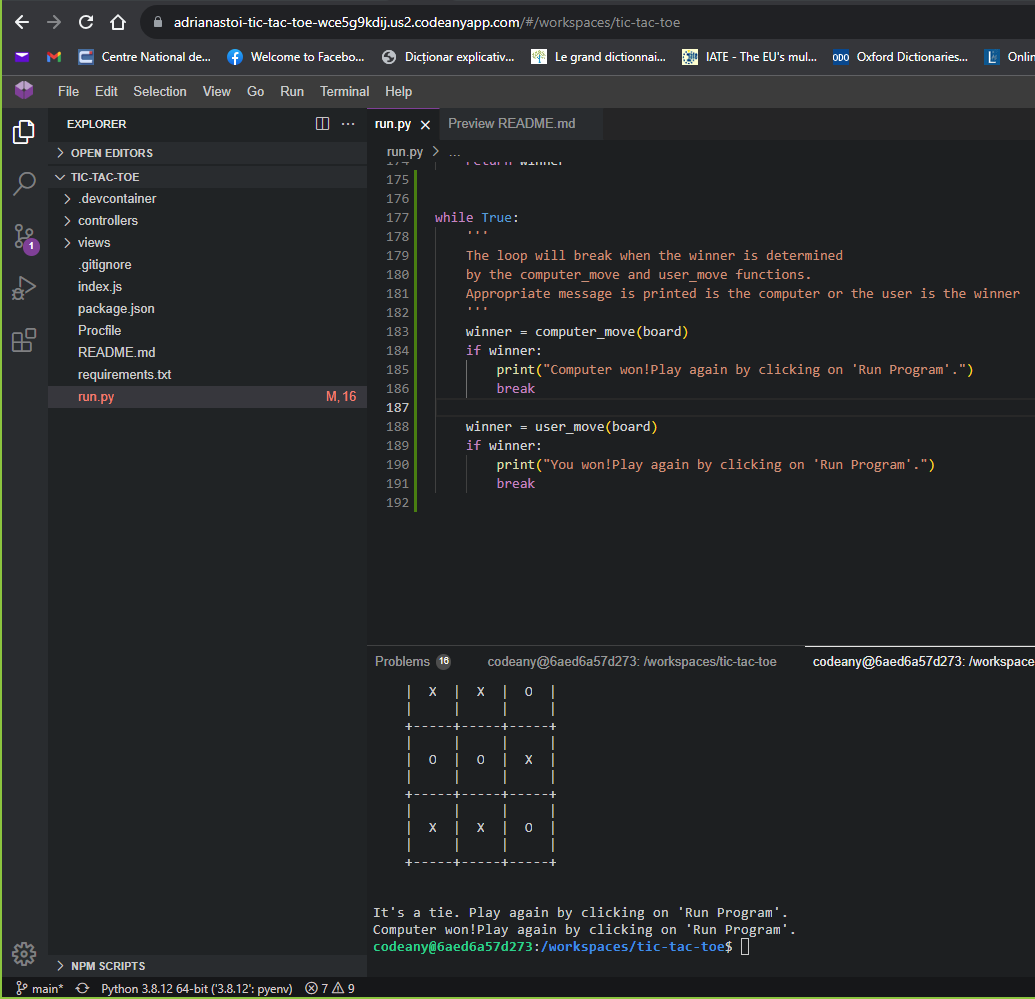 adrianastoi-tic-tac-toe-wce5g9kdij.us2.codeanyapp.com/#/workspaces/tic-tac-toe
Centre National de... Welcome to Facebo... Dicționar explicativ... Le grand dictionnai... IATE - The EU's mul... ODO Oxford Dictionaries... L Onlin
File Edit Selection View Go Run Terminal Help
EXPLORER
run.py Preview README.md
OPEN EDITORS
TIC-TAC-TOE
.devcontainer
controllers
views
.gitignore
index.js
package.json
Procfile
README.md
requirements.txt
run.py M, 16
1
NPM SCRIPTS
run.py > ...
174 return winner
175
176
177 while True:
178 '''
179 The loop will break when the winner is determined
180 by the computer_move and user_move functions.
181 Appropriate message is printed is the computer or the user is the winner
182 '''
183 winner = computer_move(board)
184 if winner:
185 print("Computer won!Play again by clicking on 'Run Program'.")
186 break
187
188 winner = user_move(board)
189 if winner:
190 print("You won!Play again by clicking on 'Run Program'.")
191 break
192
Problems 16 codeany@6aed6a57d273: /workspaces/tic-tac-toe codeany@6aed6a57d273: /workspace
| X | X | O |
| | | |
+-----+-----+-----+
| | | |
| O | O | X |
| | | |
+-----+-----+-----+
| | | |
| X | X | O |
| | | |
+-----+-----+-----+
It's a tie. Play again by clicking on 'Run Program'.
Computer won!Play again by clicking on 'Run Program'.
codeany@6aed6a57d273:/workspaces/tic-tac-toe$
main* Python 3.8.12 64-bit ('3.8.12': pyenv) 7 9